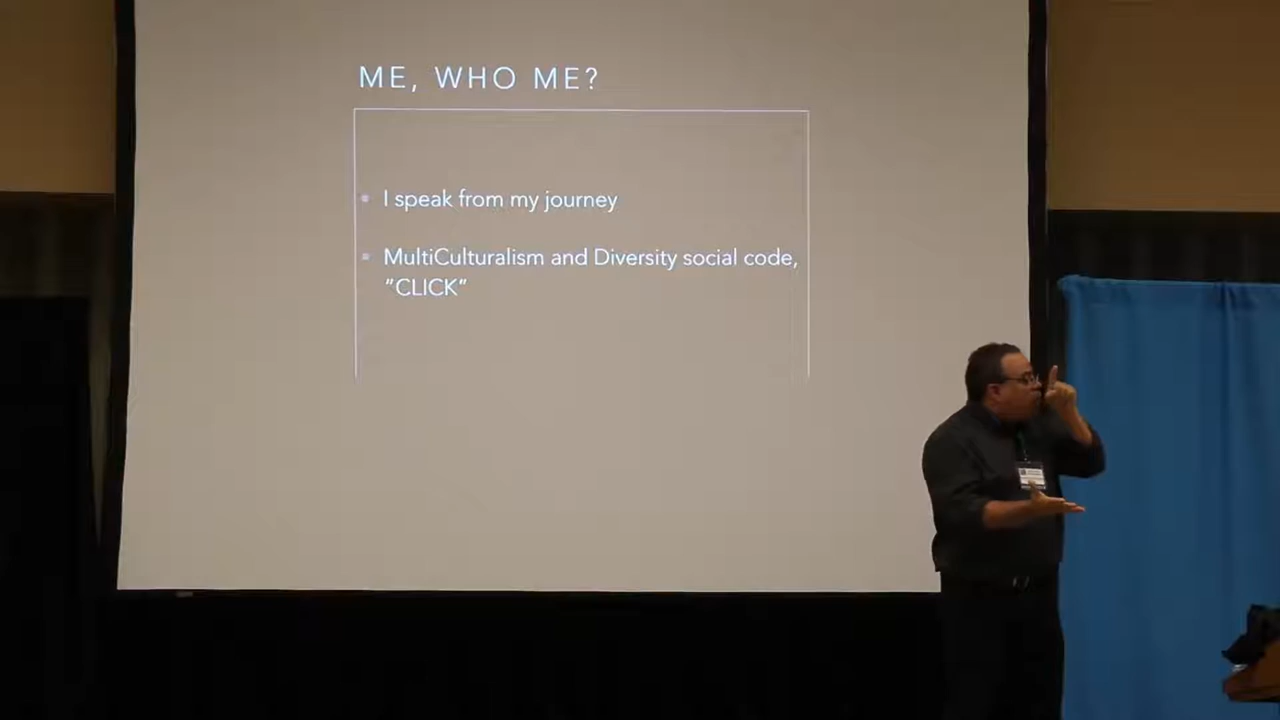 ME, WHO ME?
I speak from my journey
MultiCulturalism and Diversity social code,
"CLICK"